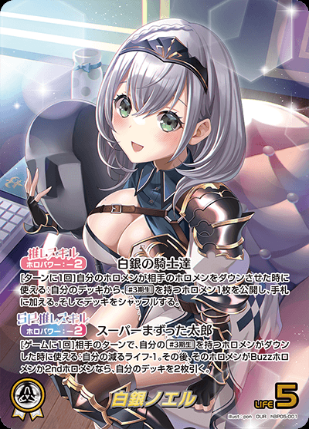 推しスキル
ホロパワー:-2
白銀の騎士達
[ターンに1回]自分のホロメンが相手のホロメンをダウンさせた時に
使える:自分のデッキから、#3期生を持つホロメン1枚を公開し、手札
に加える。そしてデッキをシャッフルする。
SP推しスキル
ホロパワー:-2
スーパーまずった太郎
[ゲームに1回]相手のターンで、自分の#3期生を持つホロメンがダウン
した時に使える:自分の減るライフ-1。その後、そのホロメンがBuzzホロ
メンか2ndホロメンなら、自分のデッキを2枚引く。
白銀ノエル
LIFE 5
illust: pon OUR